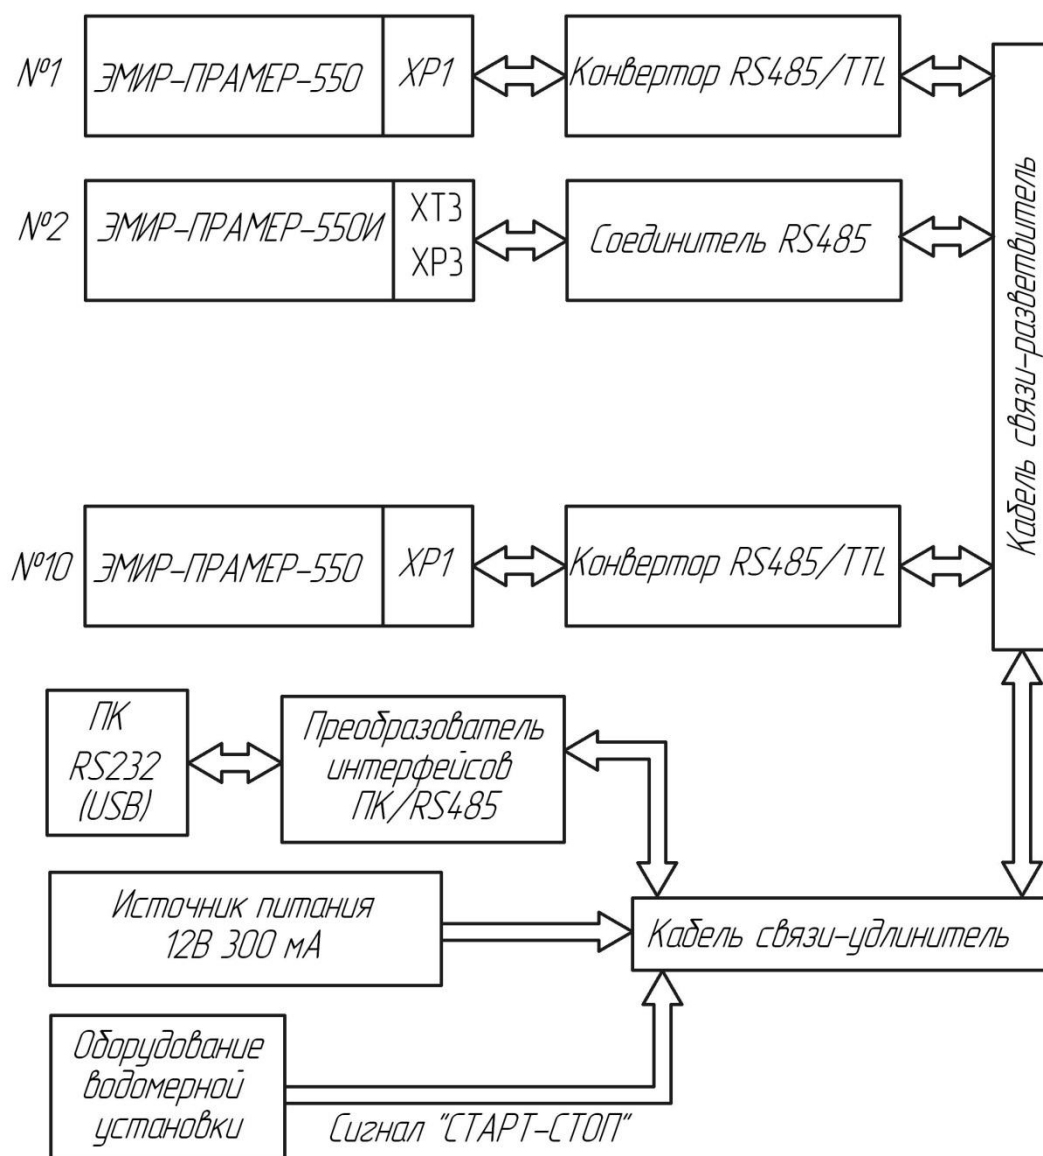 №1
ЭМИР-ПРАМЕР-550
XP1
Конвертор RS485/TTL
№2
ЭМИР-ПРАМЕР-550И
XT3
XP3
Соединитель RS485
Кабель связи-разветвитель
№10
ЭМИР-ПРАМЕР-550
XP1
Конвертор RS485/TTL
ПК
RS232
(USB)
Преобразователь
интерфейсов
ПК/RS485
Источник питания
12В 300 мА
Кабель связи-удлинитель
Оборудование
водомерной
установки
Сигнал "СТАРТ-СТОП"